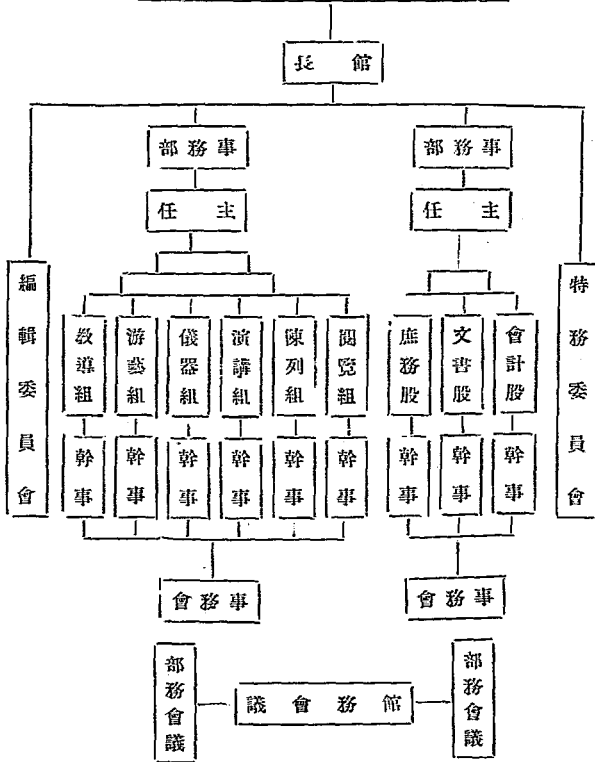 館長
事務部
事務部
主任
主任
特務委員會
會計股
文書股
庶務股
閱覽組
陳列組
演講組
儀器組
游藝組
教導組
編輯委員會
幹事
幹事
幹事
幹事
幹事
幹事
幹事
幹事
幹事
事務會
事務會
部務會議
館務會議
部務會議